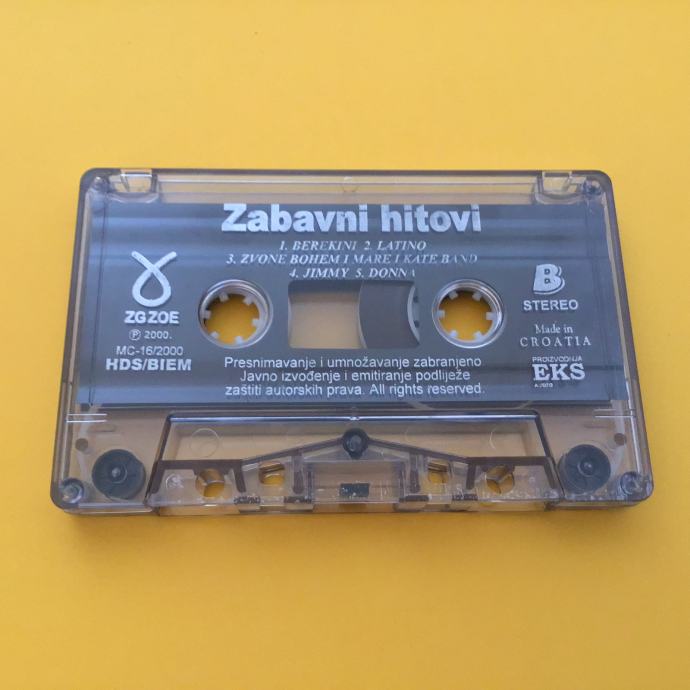 Zabavni hitovi
1. BEREKINI 2. LATINO
3. ZVONE BOHEM I MARE I KATE BAND
4. JIMMY 5. DONNA
ZG ZOE
℗ 2000.
MC-16/2000
HDS/BIEM
B
STEREO
Made in
CROATIA
PROIZVODNJA
EKS
Presnimavanje i umnožavanje zabranjeno
Javno izvođenje i emitiranje podliježe
zaštiti autorskih prava. All rights reserved.